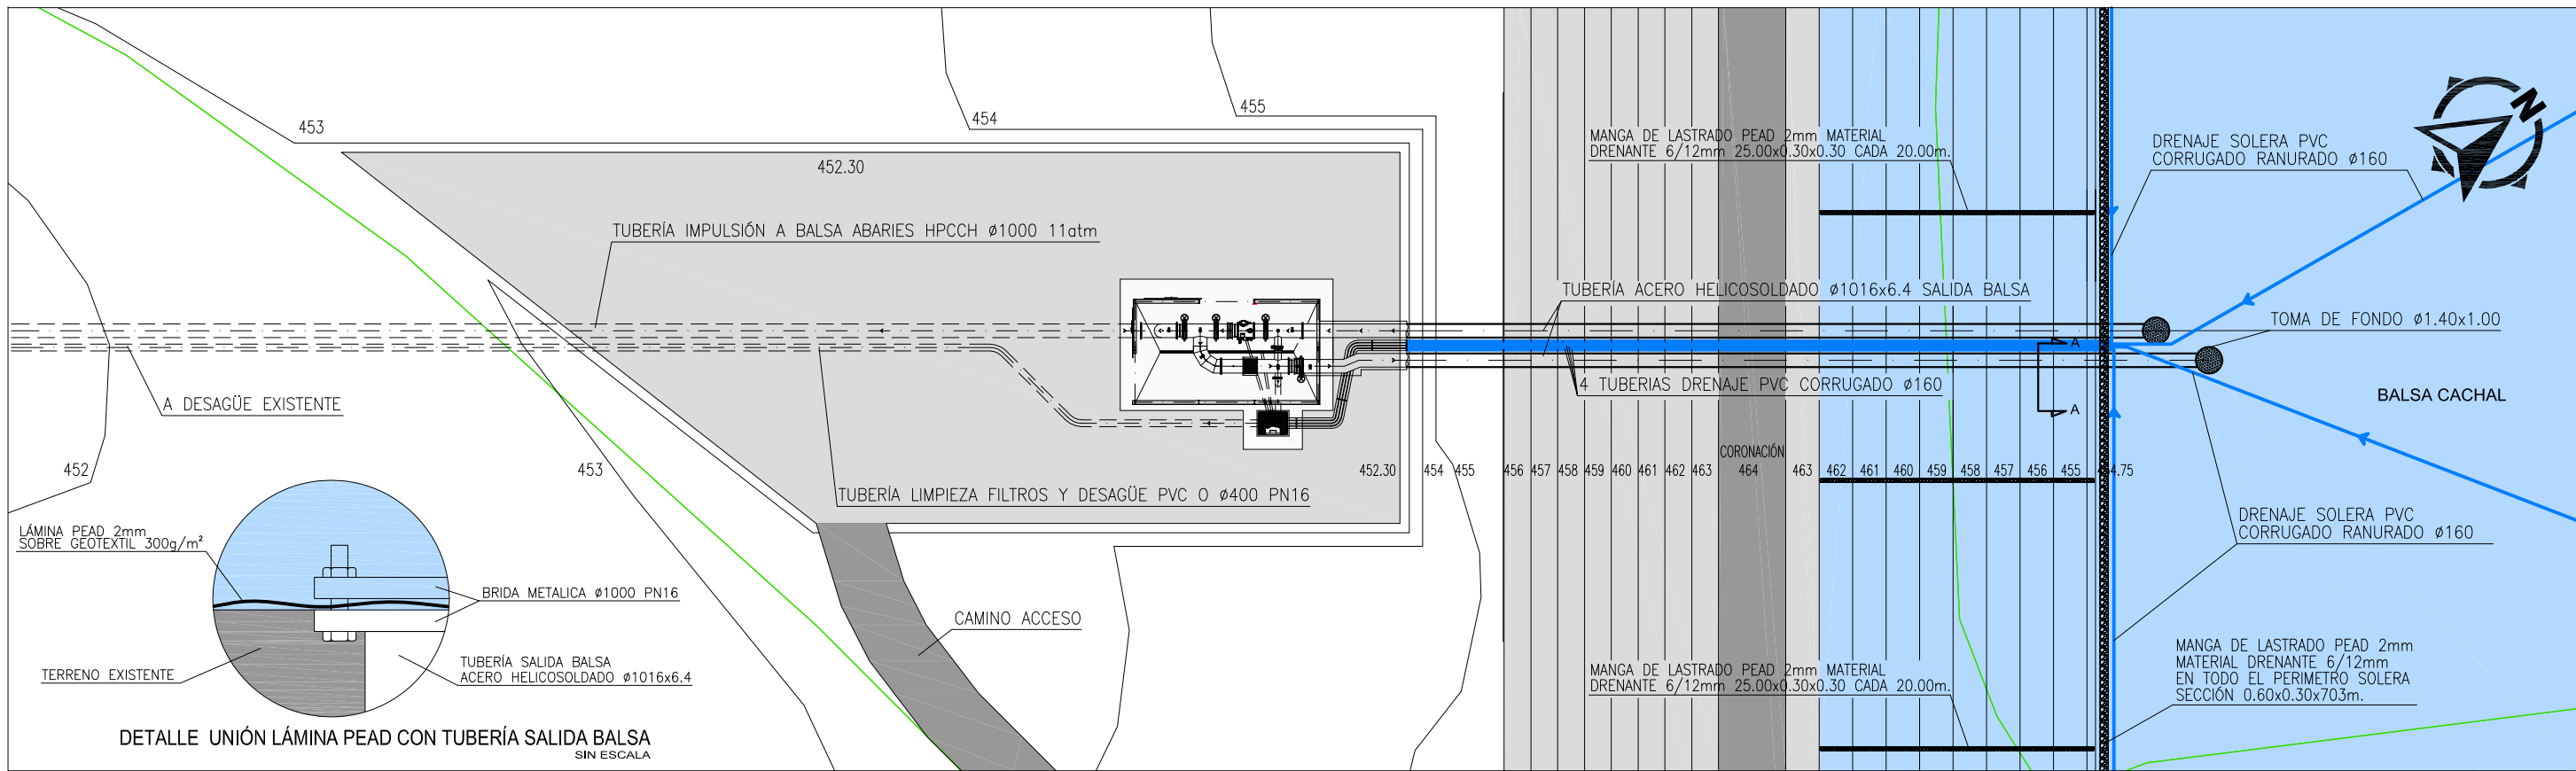 453
454
455
452.30
MANGA DE LASTRADO PEAD 2mm MATERIAL
DRENANTE 6/12mm 25.00x0.30x0.30 CADA 20.00m.
DRENAJE SOLERA PVC
CORRUGADO RANURADO ø160
N
TUBERÍA IMPULSIÓN A BALSA ABARIES HPCCH ø1000 11atm
TUBERÍA ACERO HELICOSOLDADO ø1016x6.4 SALIDA BALSA
TOMA DE FONDO ø1.40x1.00
A
A
4 TUBERIAS DRENAJE PVC CORRUGADO ø160
BALSA CACHAL
A DESAGÜE EXISTENTE
452
453
CORONACIÓN
452.30 454 455 456 457 458 459 460 461 462 463 464 463 462 461 460 459 458 457 456 455 454.75
TUBERÍA LIMPIEZA FILTROS Y DESAGÜE PVC O ø400 PN16
DRENAJE SOLERA PVC
CORRUGADO RANURADO ø160
LÁMINA PEAD 2mm
SOBRE GEOTEXTIL 300g/m²
BRIDA METALICA ø1000 PN16
CAMINO ACCESO
TERRENO EXISTENTE
TUBERÍA SALIDA BALSA
ACERO HELICOSOLDADO ø1016x6.4
MANGA DE LASTRADO PEAD 2mm MATERIAL
DRENANTE 6/12mm 25.00x0.30x0.30 CADA 20.00m.
MANGA DE LASTRADO PEAD 2mm
MATERIAL DRENANTE 6/12mm
EN TODO EL PERIMETRO SOLERA
SECCIÓN 0.60x0.30x703m.
DETALLE UNIÓN LÁMINA PEAD CON TUBERÍA SALIDA BALSA
SIN ESCALA